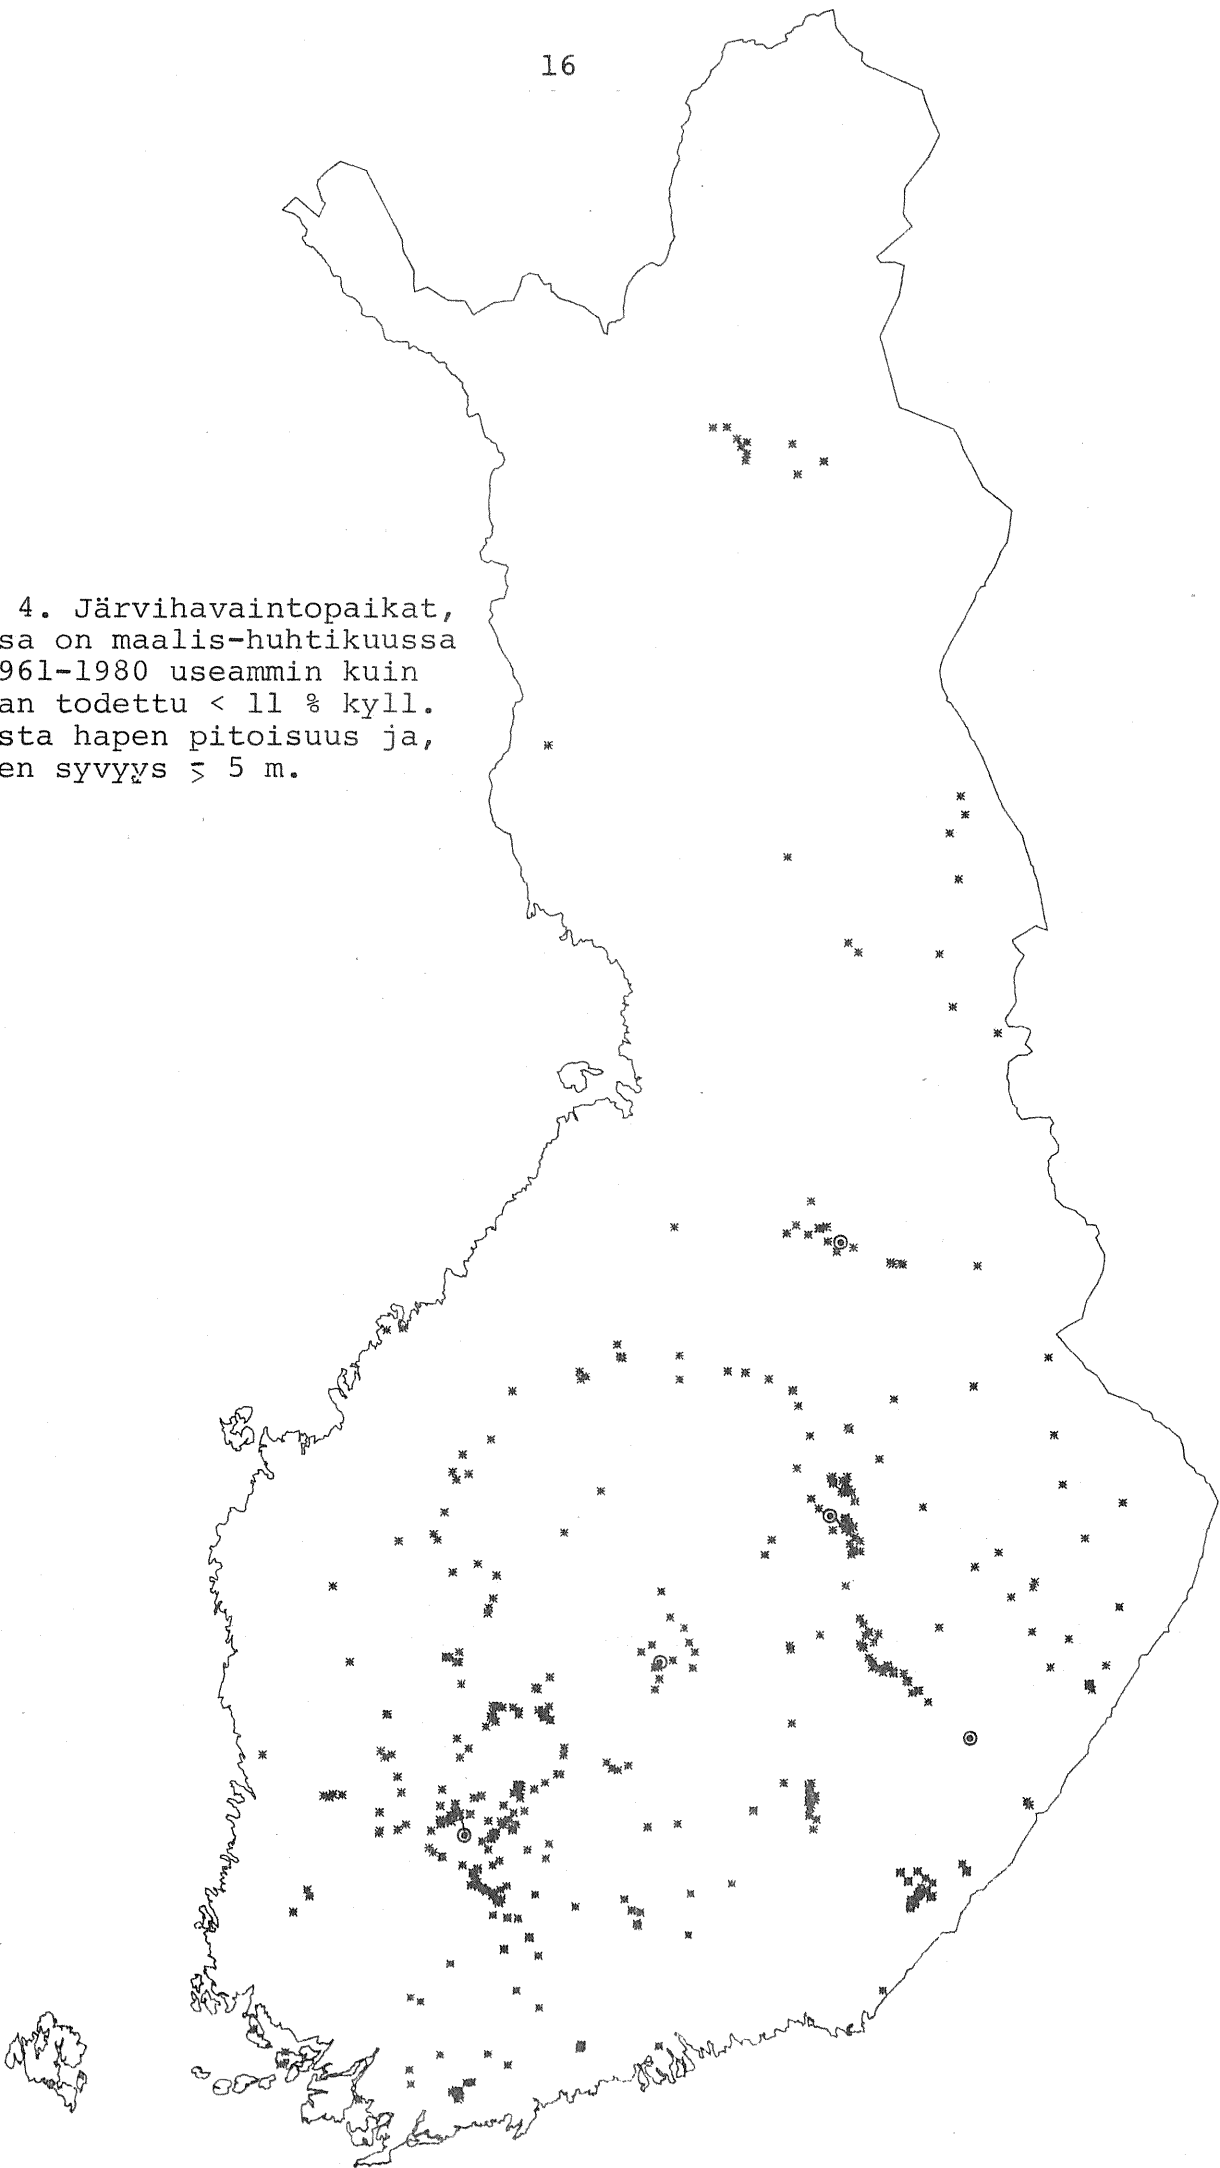 16
4. Järvihavaintopaikat,
sa on maalis-huhtikuussa
961-1980 useammin kuin
an todettu < 11 % kyll.
sta hapen pitoisuus ja,
en syvyys ≥ 5 m.